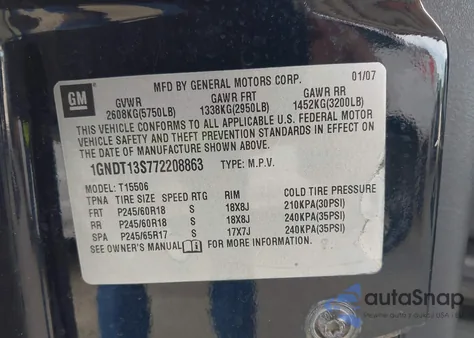 MFD BY GENERAL MOTORS CORP. 01/07
GM
GVWR GAWR FRT GAWR RR
2608KG(5750LB) 1338KG(2950LB) 1452KG(3200LB)
THIS VEHICLE CONFORMS TO ALL APPLICABLE U.S. FEDERAL MOTOR
VEHICLE SAFETY AND THEFT PREVENTION STANDARDS IN EFFECT ON
THE DATE OF MANUFACTURE SHOWN ABOVE.
1GNDT13S772208863 TYPE: M.P.V.
MODEL: T15506
TPNA TIRE SIZE SPEED RTG RIM COLD TIRE PRESSURE
FRT P245/60R18 S 18X8J 210KPA(30PSI)
RR P245/60R18 S 18X8J 240KPA(35PSI)
SPA P245/65R17 S 17X7J 240KPA(35PSI)
SEE OWNER'S MANUAL FOR MORE INFORMATION.
autoSnap